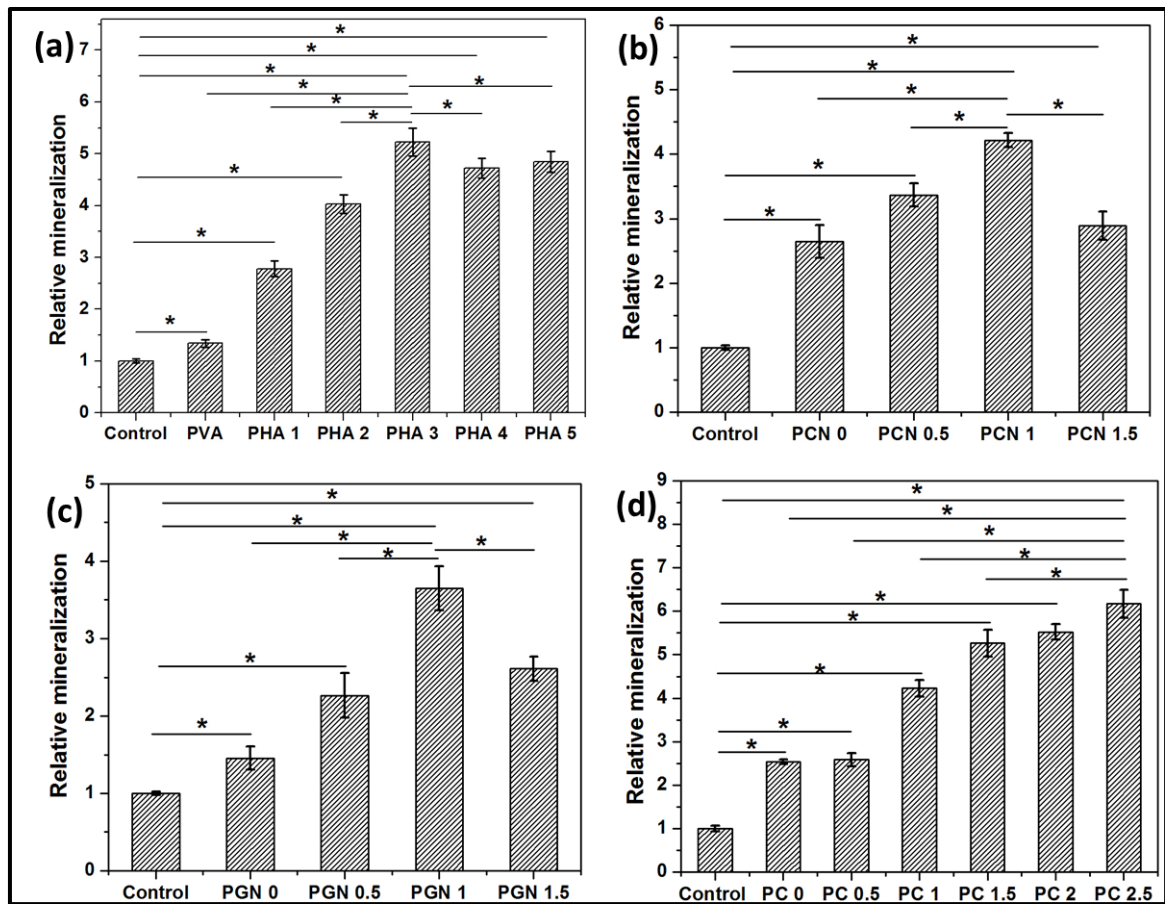 (a)
Relative mineralization
7
6
5
4
3
2
1
0
* * * * * * * * * * * *
Control PVA PHA 1 PHA 2 PHA 3 PHA 4 PHA 5
(b)
Relative mineralization
6
5
4
3
2
1
0
* * * * * * *
Control PCN 0 PCN 0.5 PCN 1 PCN 1.5
(c)
Relative mineralization
5
4
3
2
1
0
* * * * * * *
Control PGN 0 PGN 0.5 PGN 1 PGN 1.5
(d)
Relative mineralization
9
8
7
6
5
4
3
2
1
0
* * * * * * * * * * *
Control PC 0 PC 0.5 PC 1 PC 1.5 PC 2 PC 2.5